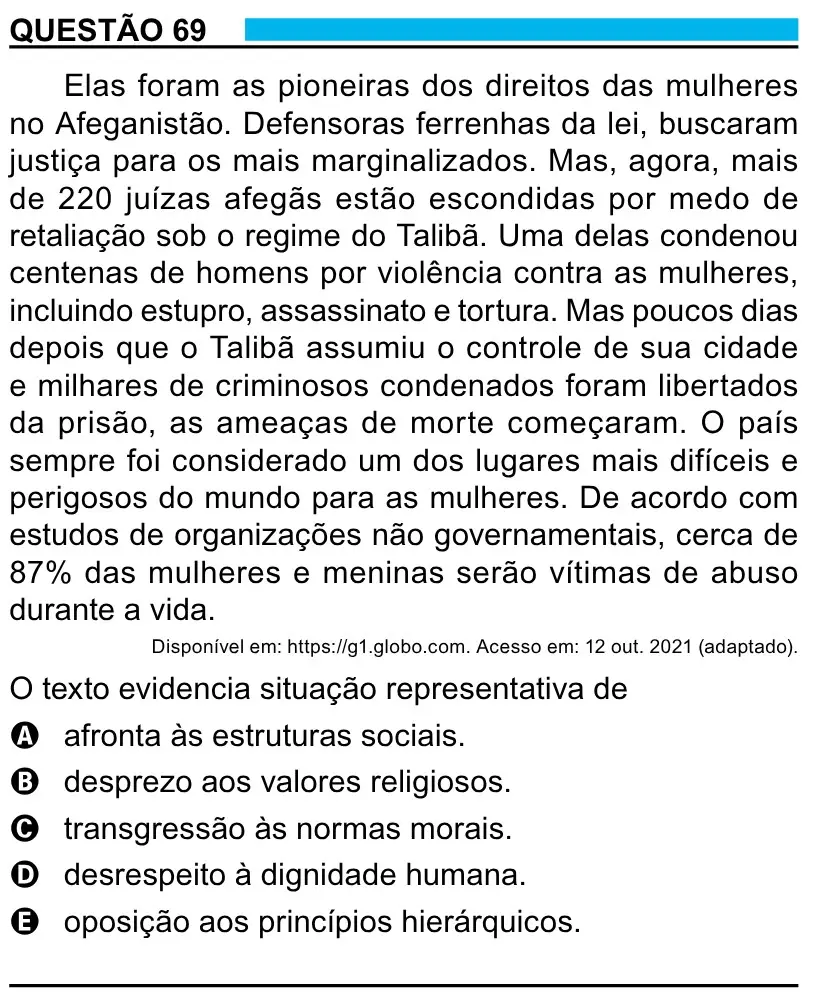 QUESTÃO 69
Elas foram as pioneiras dos direitos das mulheres
no Afeganistão. Defensoras ferrenhas da lei, buscaram
justiça para os mais marginalizados. Mas, agora, mais
de 220 juízas afegãs estão escondidas por medo de
retaliação sob o regime do Talibã. Uma delas condenou
centenas de homens por violência contra as mulheres,
incluindo estupro, assassinato e tortura. Mas poucos dias
depois que o Talibã assumiu o controle de sua cidade
e milhares de criminosos condenados foram libertados
da prisão, as ameaças de morte começaram. O país
sempre foi considerado um dos lugares mais difíceis e
perigosos do mundo para as mulheres. De acordo com
estudos de organizações não governamentais, cerca de
87% das mulheres e meninas serão vítimas de abuso
durante a vida.
Disponível em: https://g1.globo.com. Acesso em: 12 out. 2021 (adaptado).
O texto evidencia situação representativa de
A afronta às estruturas sociais.
B desprezo aos valores religiosos.
C transgressão às normas morais.
D desrespeito à dignidade humana.
E oposição aos princípios hierárquicos.